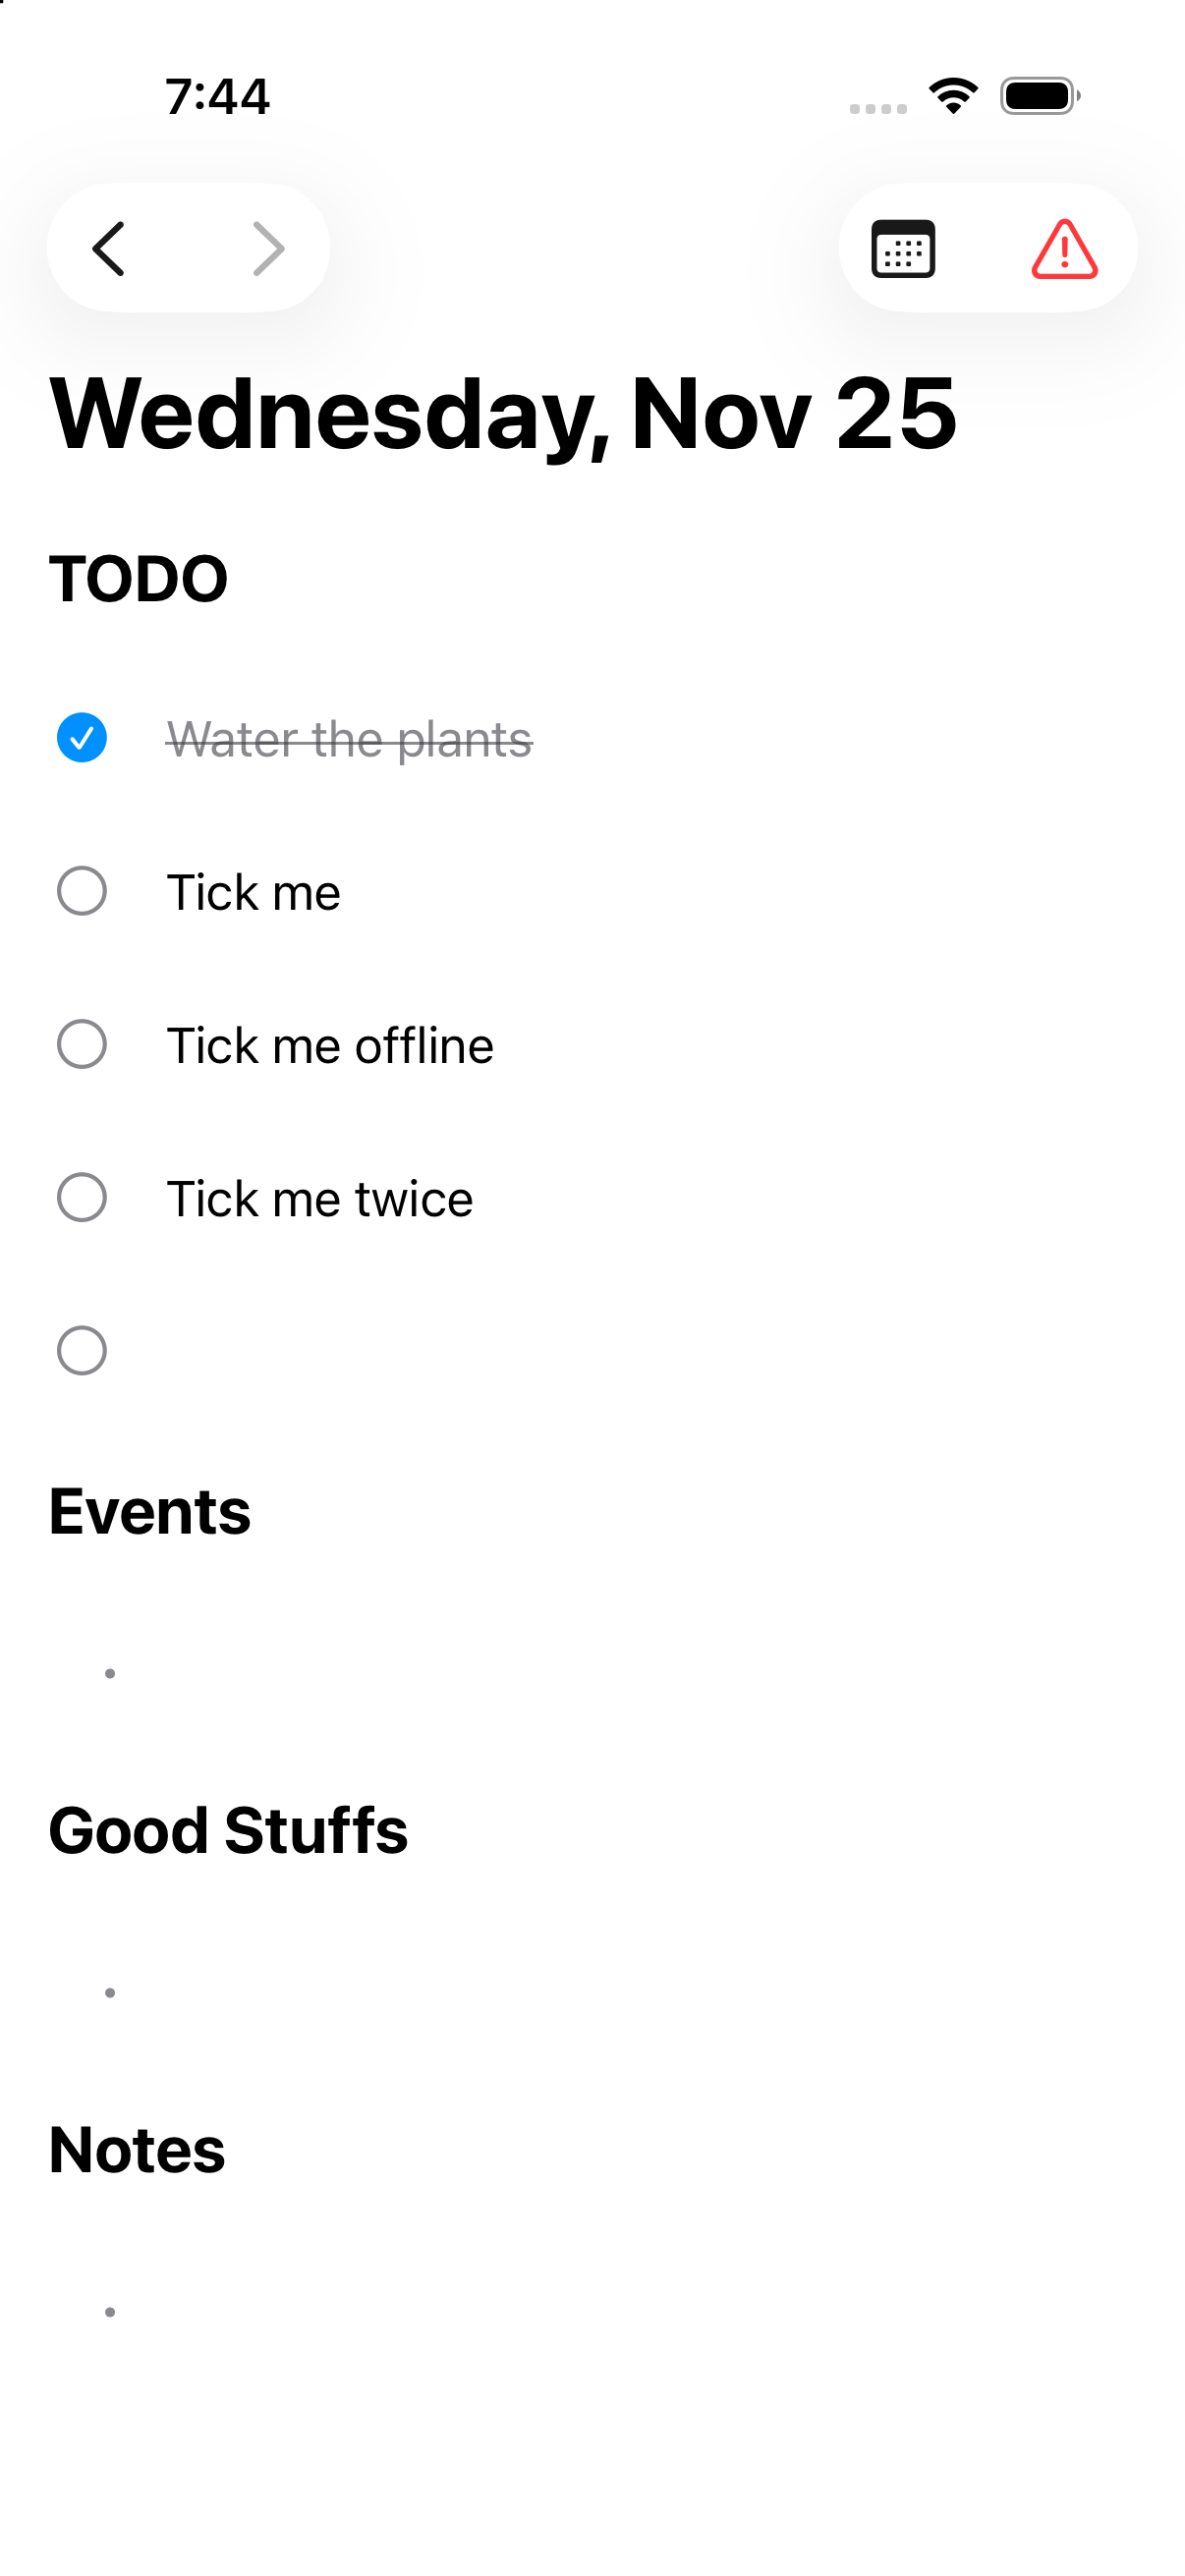 7:44
Wednesday, Nov 25
TODO
Water the plants
Tick me
Tick me offline
Tick me twice
Events
Good Stuffs
Notes